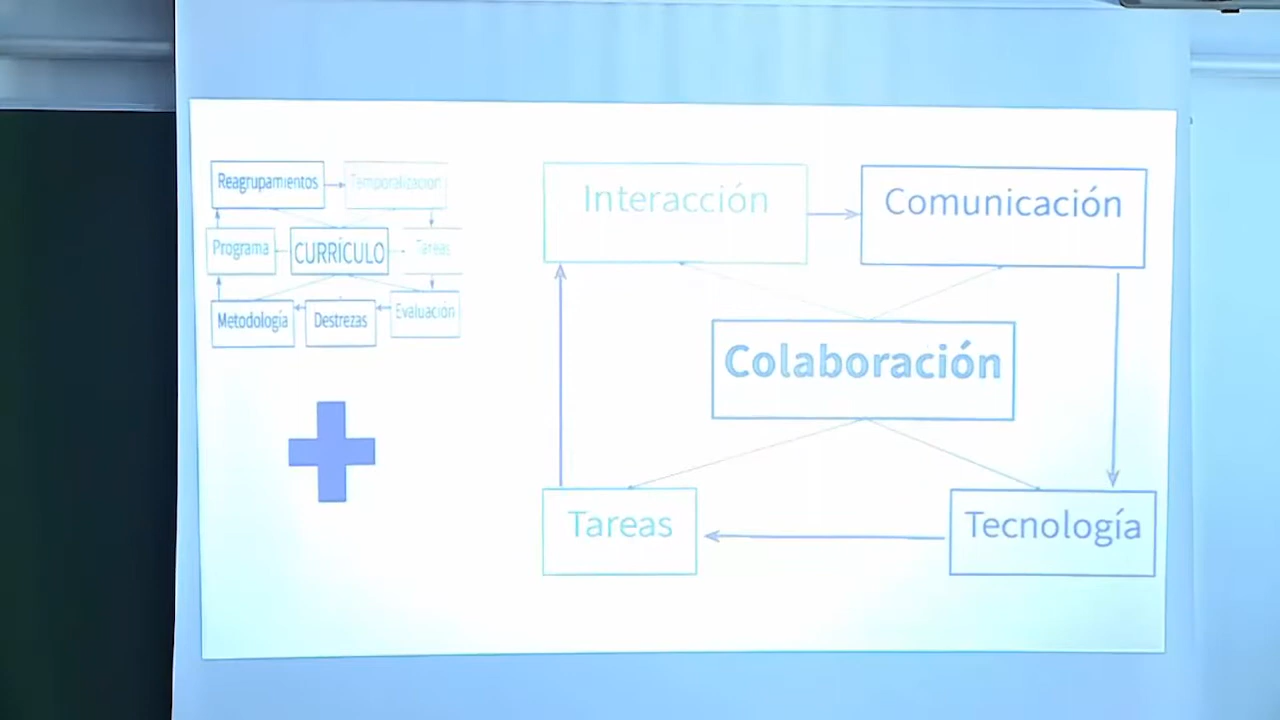 Reagrupamientos
Temporalización
Programa
CURRÍCULO
Tareas
Metodología
Destrezas
Evaluación
Interacción
Comunicación
Colaboración
Tareas
Tecnología